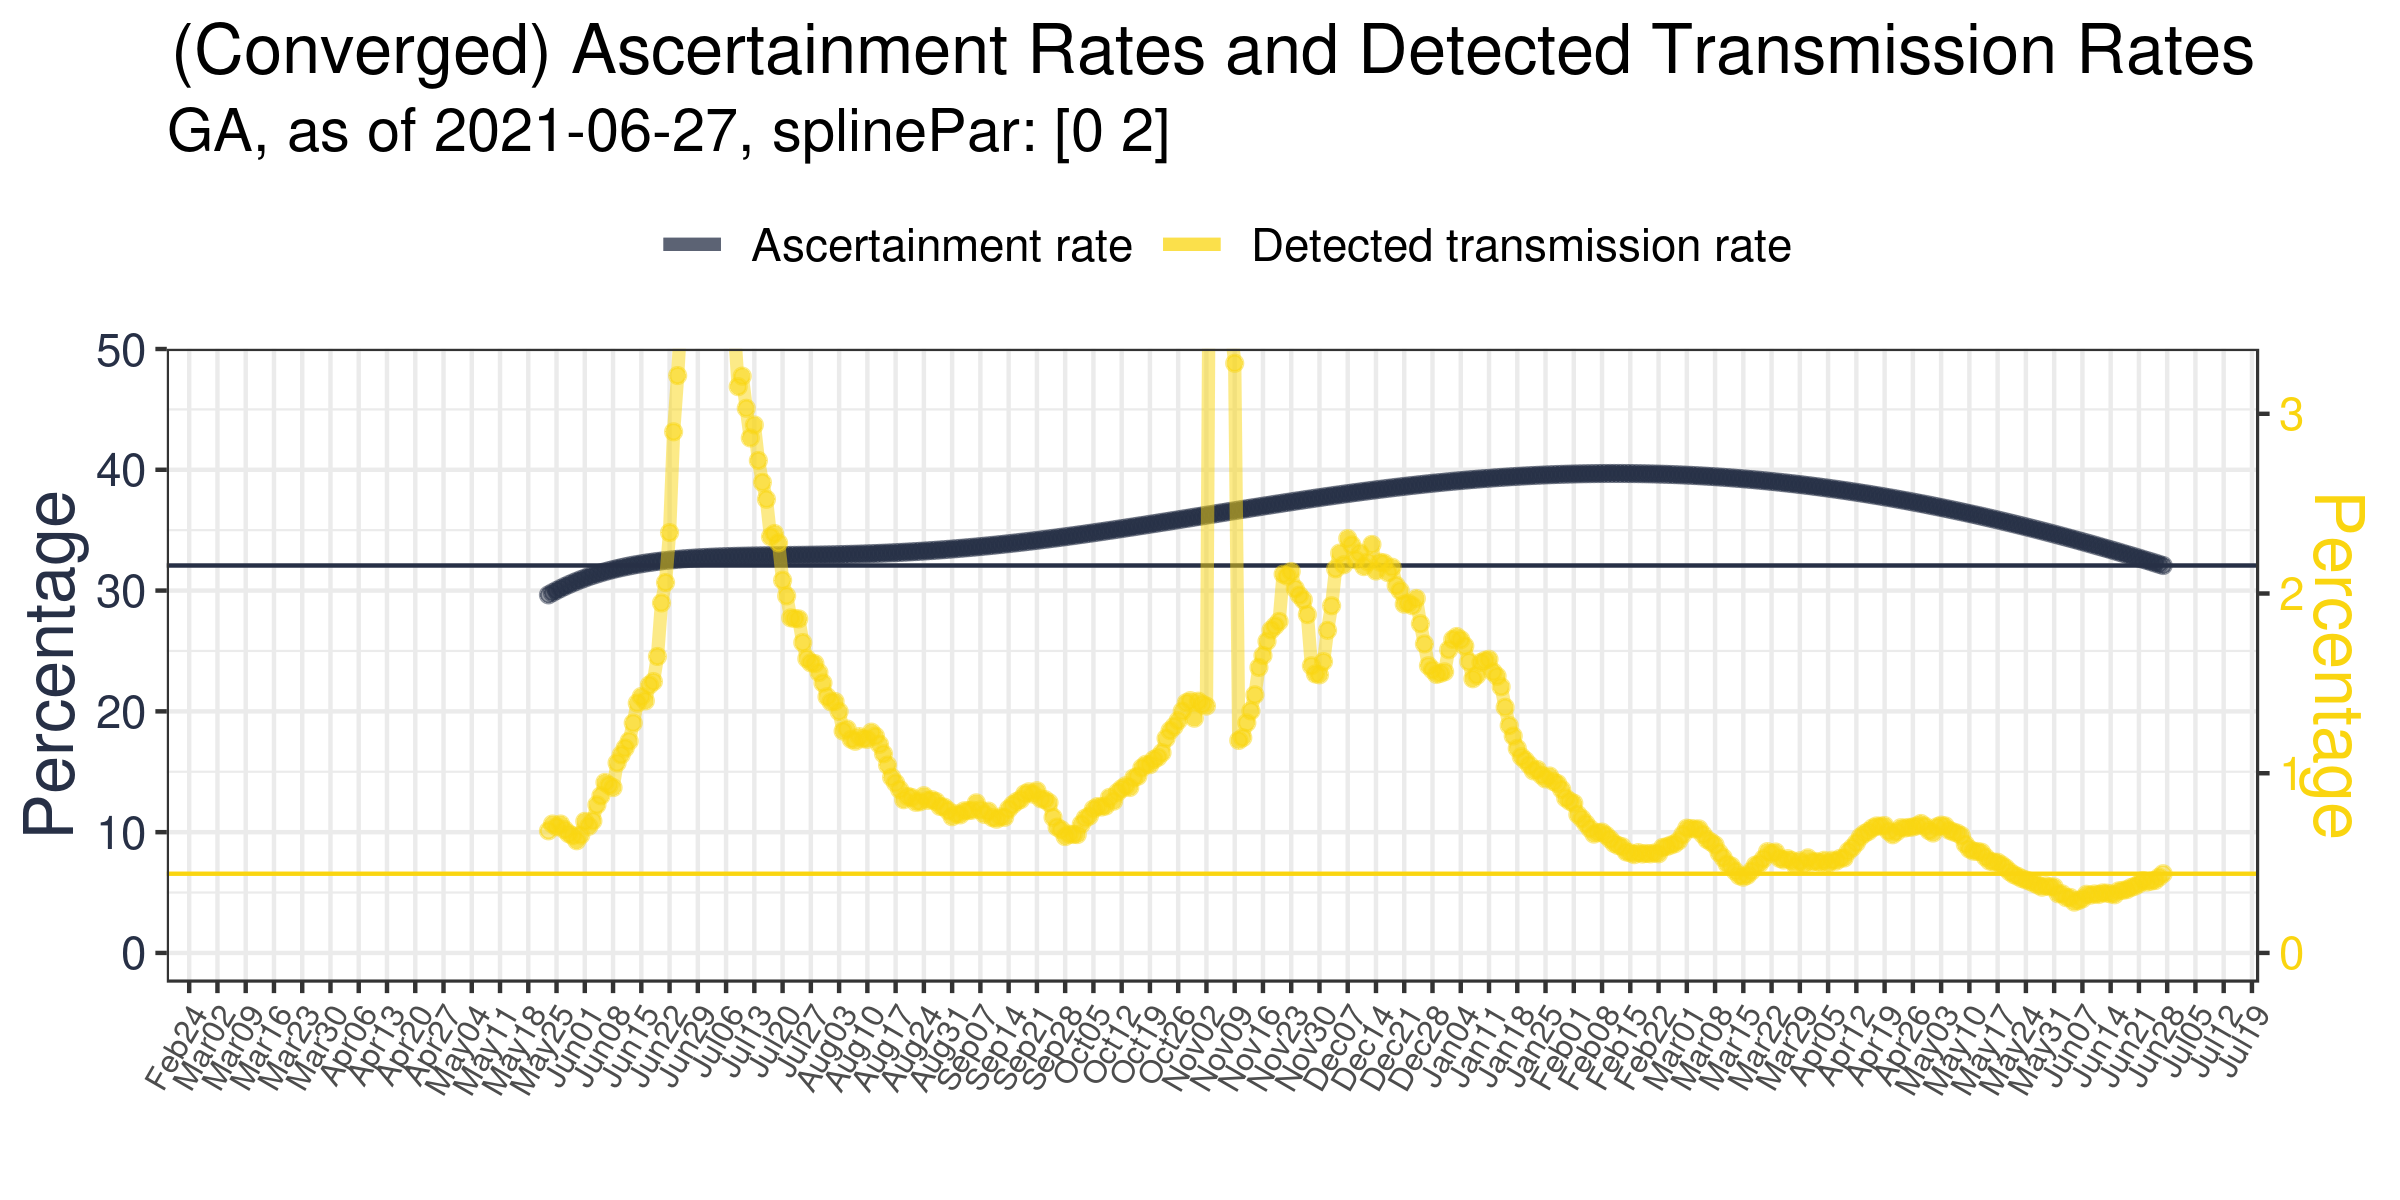 (Converged) Ascertainment Rates and Detected Transmission Rates
GA, as of 2021-06-27, splinePar: [0 2]
Ascertainment rate
Detected transmission rate
Percentage
50
40
30
20
10
0
3
2
1
0
Percentage
Feb24
Mar02
Mar09
Mar16
Mar23
Mar30
Apr06
Apr13
Apr20
Apr27
May04
May11
May18
May25
Jun01
Jun08
Jun15
Jun22
Jun29
Jul06
Jul13
Jul20
Jul27
Aug03
Aug10
Aug17
Aug24
Aug31
Sep07
Sep14
Sep21
Sep28
Oct05
Oct12
Oct19
Oct26
Nov02
Nov09
Nov16
Nov23
Nov30
Dec07
Dec14
Dec21
Dec28
Jan04
Jan11
Jan18
Jan25
Feb01
Feb08
Feb15
Feb22
Mar01
Mar08
Mar15
Mar22
Mar29
Apr05
Apr12
Apr19
Apr26
May03
May10
May17
May24
May31
Jun07
Jun14
Jun21
Jun28
Jul05
Jul12
Jul19